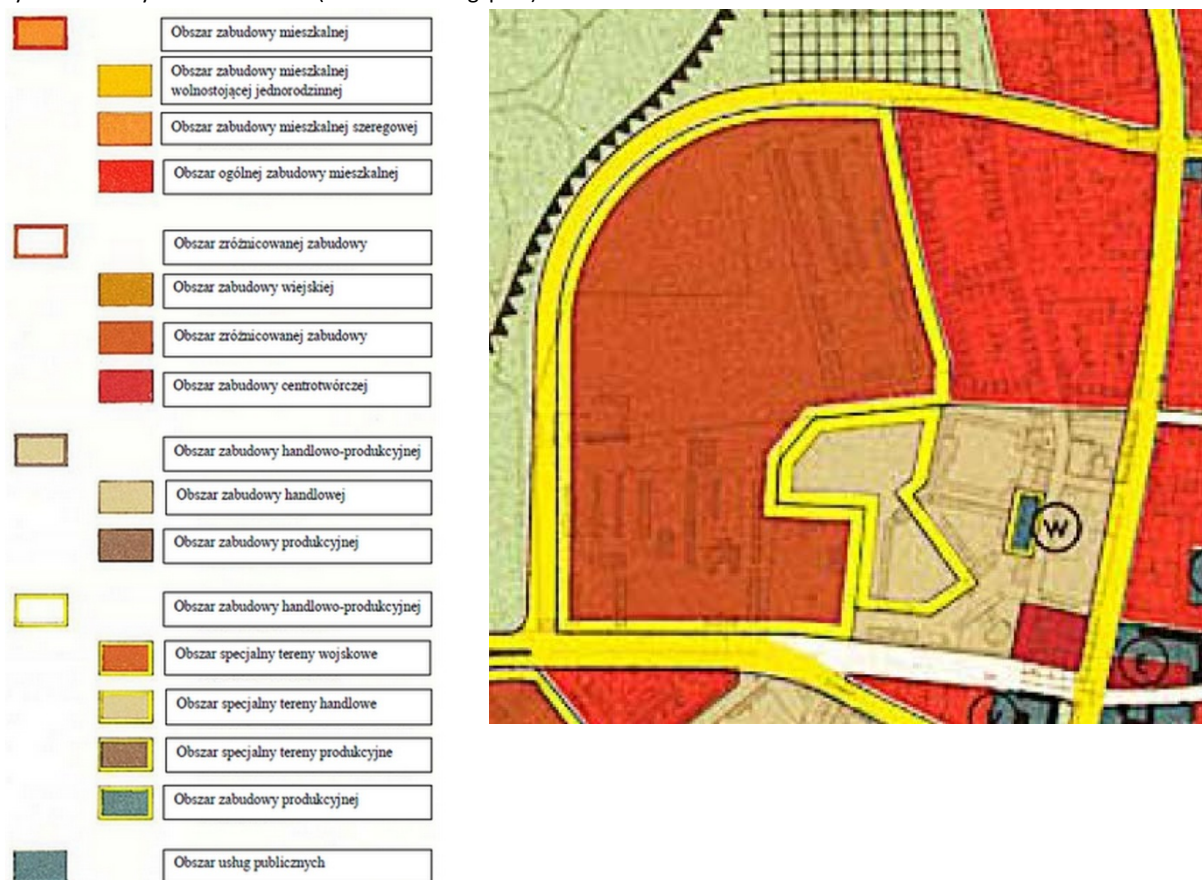 Obszar zabudowy mieszkalnej
Obszar zabudowy mieszkalnej
wolnostojącej jednorodzinnej
Obszar zabudowy mieszkalnej szeregowej
Obszar ogólnej zabudowy mieszkalnej
Obszar zróżnicowanej zabudowy
Obszar zabudowy wiejskiej
Obszar zróżnicowanej zabudowy
Obszar zabudowy centrotwórczej
Obszar zabudowy handlowo-produkcyjnej
Obszar zabudowy handlowej
Obszar zabudowy produkcyjnej
Obszar zabudowy handlowo-produkcyjnej
Obszar specjalny tereny wojskowe
Obszar specjalny tereny handlowe
Obszar specjalny tereny produkcyjne
Obszar zabudowy produkcyjnej
Obszar usług publicznych
W
E